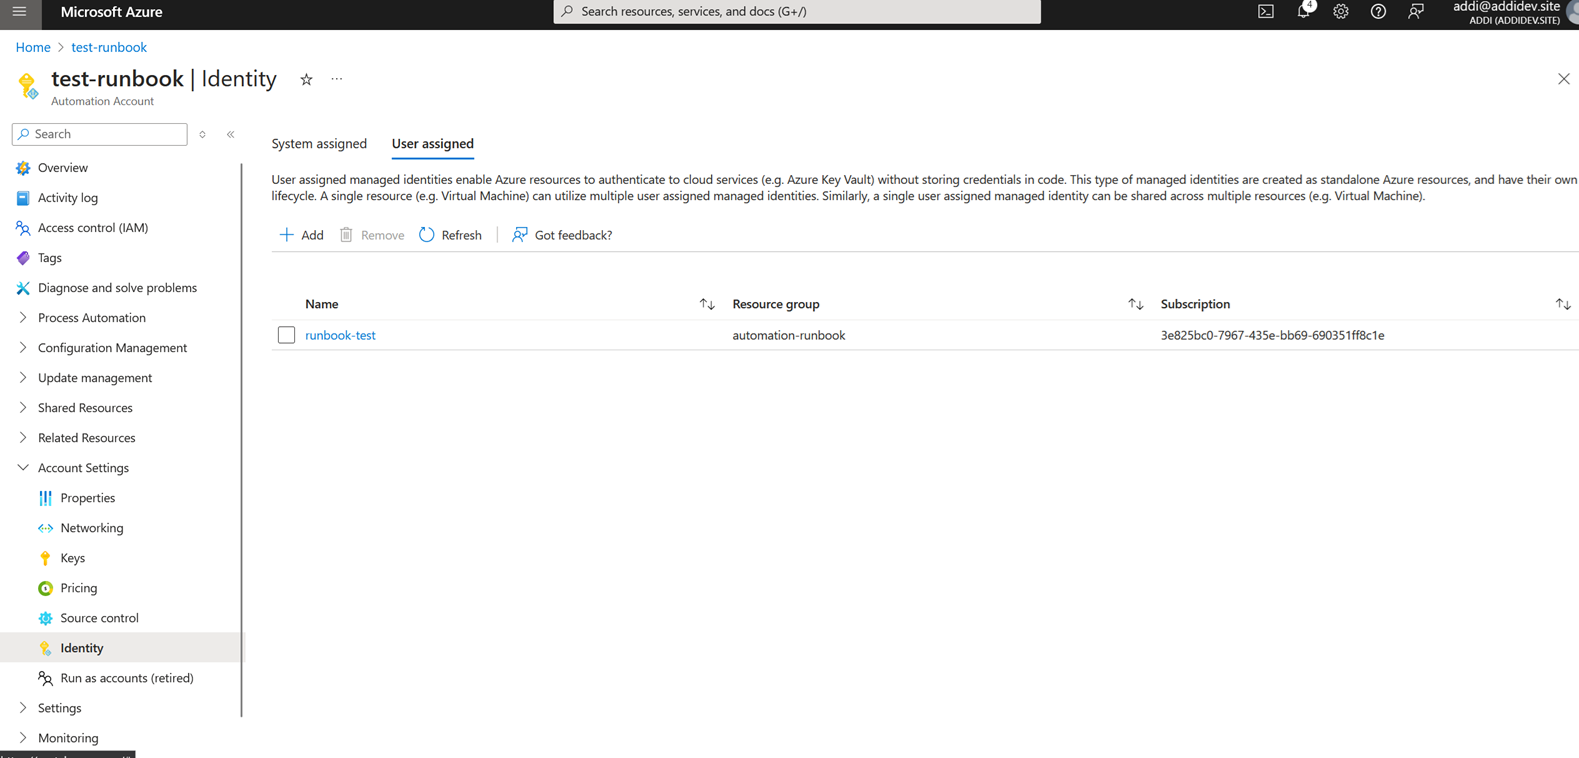 Microsoft Azure
Search resources, services, and docs (G+/)
4
addi@addidev.site
ADDI (ADDIDEV.SITE)
Home > test-runbook
test-runbook | Identity
Automation Account
Search
Overview
Activity log
Access control (IAM)
Tags
Diagnose and solve problems
Process Automation
Configuration Management
Update management
Shared Resources
Related Resources
Account Settings
Properties
Networking
Keys
Pricing
Source control
Identity
Run as accounts (retired)
Settings
Monitoring
System assigned User assigned
User assigned managed identities enable Azure resources to authenticate to cloud services (e.g. Azure Key Vault) without storing credentials in code. This type of managed identities are created as standalone Azure resources, and have their own
lifecycle. A single resource (e.g. Virtual Machine) can utilize multiple user assigned managed identities. Similarly, a single user assigned managed identity can be shared across multiple resources (e.g. Virtual Machine).
Add Remove Refresh Got feedback?
Name Resource group Subscription
runbook-test automation-runbook 3e825bc0-7967-435e-bb69-690351ff8c1e